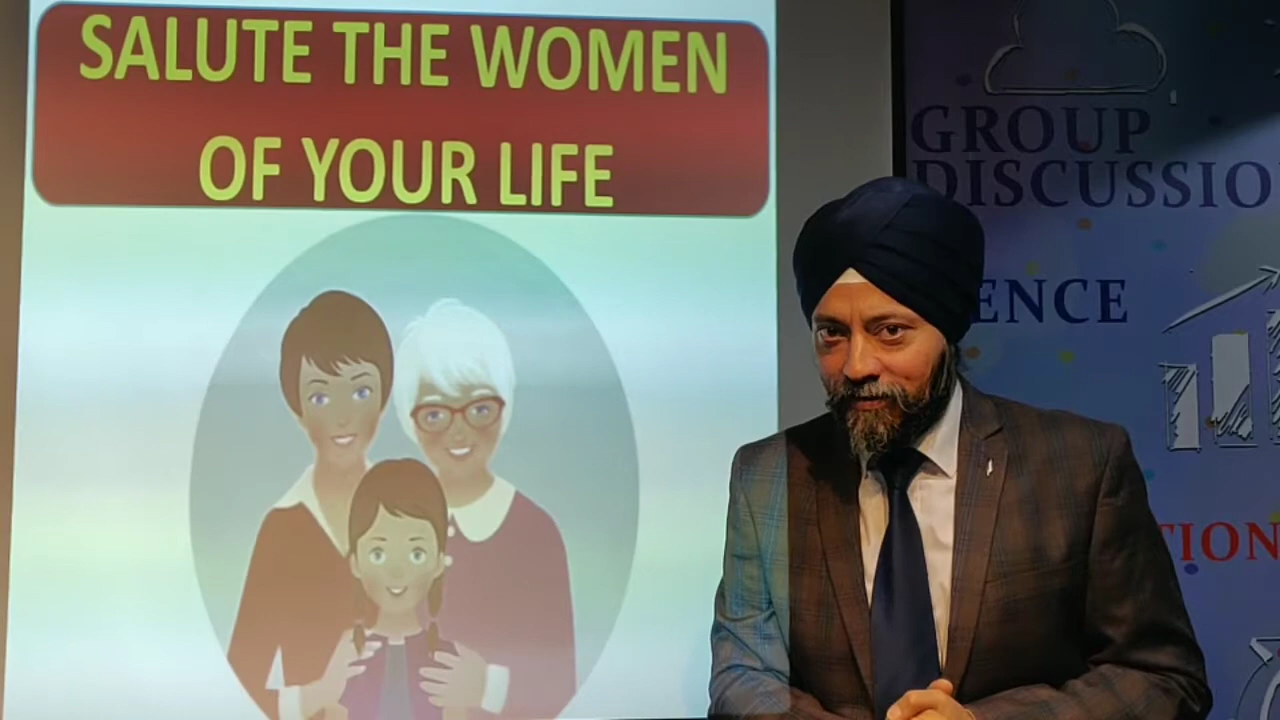 SALUTE THE WOMEN
OF YOUR LIFE
GROUP
DISCUSSIO
ENCE
TION